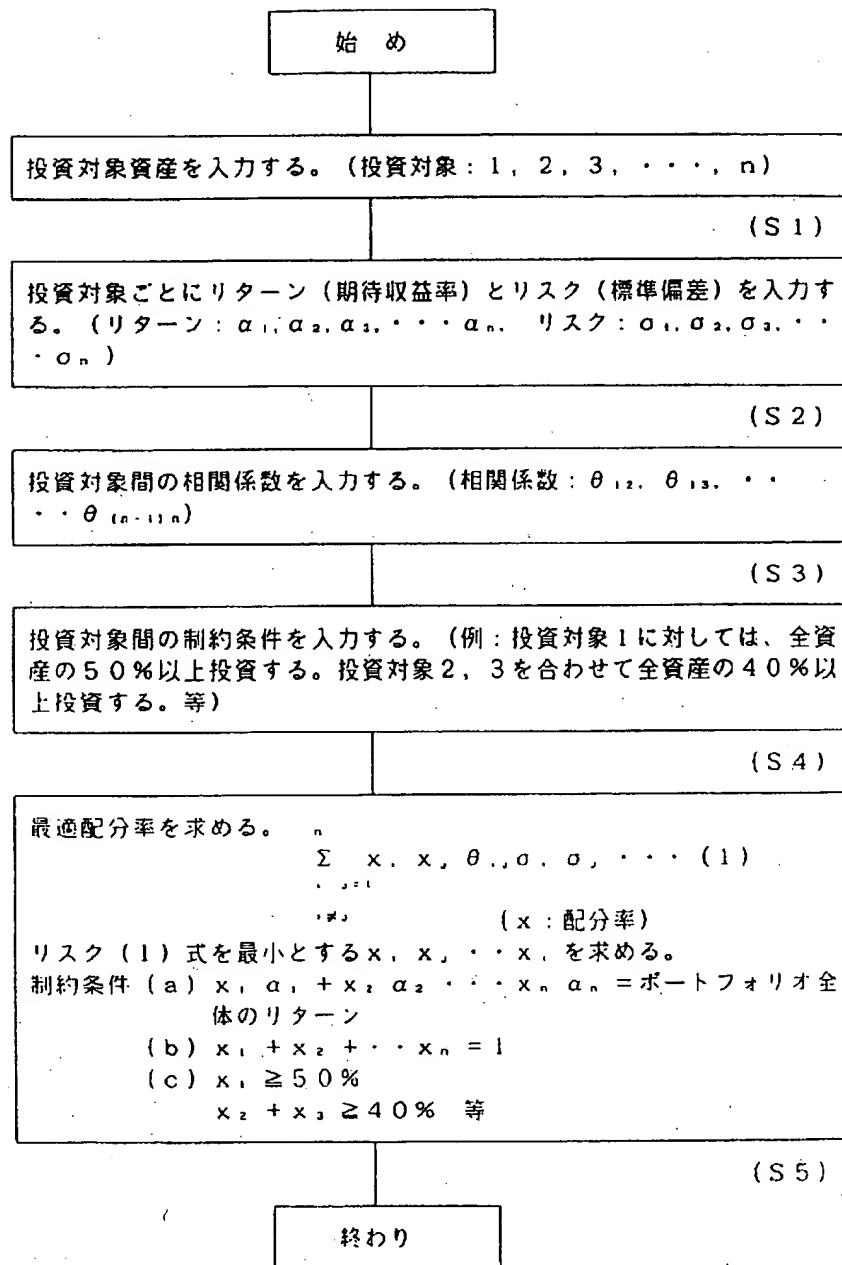 始 め
投資対象資産を入力する。(投資対象：1，2，3，・・・，n)
(S1)
投資対象ごとにリターン(期待収益率)とリスク(標準偏差)を入力す
る。(リターン：α₁,α₂,α₃,・・・αₙ, リスク：σ₁,σ₂,σ₃,・・
・σₙ)
(S2)
投資対象間の相関係数を入力する。(相関係数：θ₁₂, θ₁₃, ・・
・・θ₍ₙ₋₁₎ₙ)
(S3)
投資対象間の制約条件を入力する。(例：投資対象1に対しては、全資
産の50%以上投資する。投資対象2，3を合わせて全資産の40%以
上投資する。等)
(S4)
最適配分率を求める。 n
Σ xᵢ xⱼ θᵢⱼσᵢ σⱼ ・・・(1)
i,j=1
i≠j (x：配分率)
リスク(1)式を最小とするx, x, ・・x, を求める。
制約条件(a) x₁ α₁ + x₂ α₂ ・・・xₙ αₙ =ポートフォリオ全
体のリターン
(b) x₁ + x₂ + ・・xₙ = 1
(c) x₁ ≧50%
x₂ + x₃ ≧40% 等
(S5)
終わり